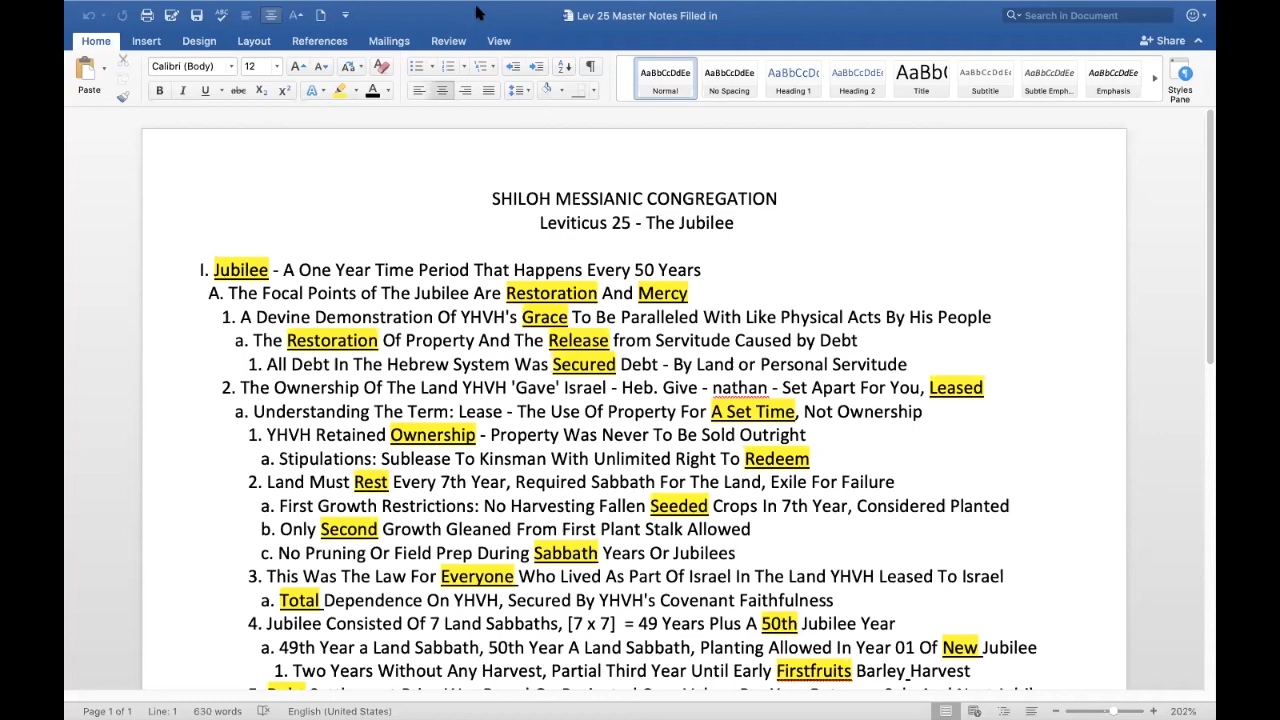 Lev 25 Master Notes Filled in
Search in Document
Home Insert Design Layout References Mailings Review View
Share
Paste
Calibri (Body) 12
AaBbCcDdEe AaBbCcDdEe AaBbCcDc AaBbCcDdEe AaBbC AaBbCcDdEe AaBbCcDdEe AaBbCcDdEe
Normal No Spacing Heading 1 Heading 2 Title Subtitle Subtle Emph... Emphasis
Styles
Pane
SHILOH MESSIANIC CONGREGATION
Leviticus 25 - The Jubilee
I. Jubilee - A One Year Time Period That Happens Every 50 Years
A. The Focal Points of The Jubilee Are Restoration And Mercy
1. A Devine Demonstration Of YHVH's Grace To Be Paralleled With Like Physical Acts By His People
a. The Restoration Of Property And The Release from Servitude Caused by Debt
1. All Debt In The Hebrew System Was Secured Debt - By Land or Personal Servitude
2. The Ownership Of The Land YHVH 'Gave' Israel - Heb. Give - nathan - Set Apart For You, Leased
a. Understanding The Term: Lease - The Use Of Property For A Set Time, Not Ownership
1. YHVH Retained Ownership - Property Was Never To Be Sold Outright
a. Stipulations: Sublease To Kinsman With Unlimited Right To Redeem
2. Land Must Rest Every 7th Year, Required Sabbath For The Land, Exile For Failure
a. First Growth Restrictions: No Harvesting Fallen Seeded Crops In 7th Year, Considered Planted
b. Only Second Growth Gleaned From First Plant Stalk Allowed
c. No Pruning Or Field Prep During Sabbath Years Or Jubilees
3. This Was The Law For Everyone Who Lived As Part Of Israel In The Land YHVH Leased To Israel
a. Total Dependence On YHVH, Secured By YHVH's Covenant Faithfulness
4. Jubilee Consisted Of 7 Land Sabbaths, [7 x 7] = 49 Years Plus A 50th Jubilee Year
a. 49th Year a Land Sabbath, 50th Year A Land Sabbath, Planting Allowed In Year 01 Of New Jubilee
1. Two Years Without Any Harvest, Partial Third Year Until Early Firstfruits Barley Harvest
Page 1 of 1 Line: 1 630 words English (United States) 202%